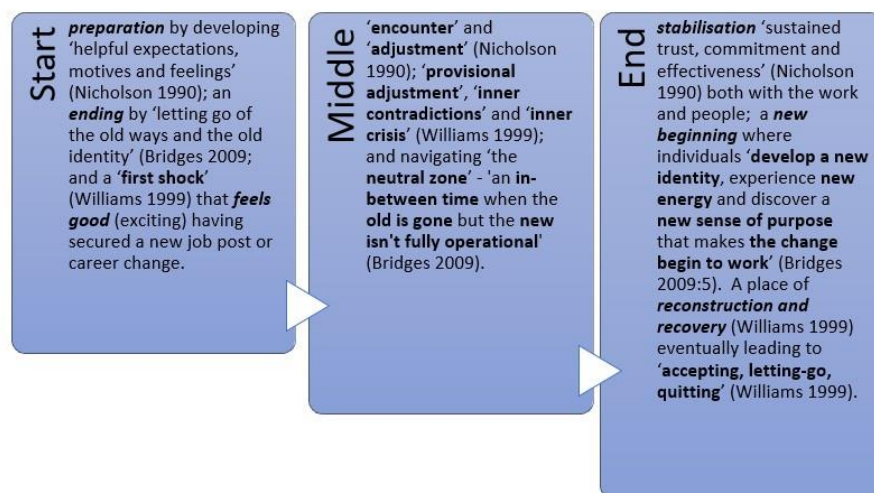 Start
preparation by developing
‘helpful expectations,
motives and feelings’
(Nicholson 1990); an
ending by ‘letting go of
the old ways and the old
identity’ (Bridges 2009;
and a ‘first shock’
(Williams 1999) that feels
good (exciting) having
secured a new job post or
career change.
Middle
‘encounter’ and
‘adjustment’ (Nicholson
1990); ‘provisional
adjustment’, ‘inner
contradictions’ and ‘inner
crisis’ (Williams 1999);
and navigating ‘the
neutral zone’ - 'an in-
between time when the
old is gone but the new
isn't fully operational'
(Bridges 2009).
End
stabilisation ‘sustained
trust, commitment and
effectiveness’ (Nicholson
1990) both with the work
and people; a new
beginning where
individuals ‘develop a new
identity, experience new
energy and discover a
new sense of purpose
that makes the change
begin to work’ (Bridges
2009:5). A place of
reconstruction and
recovery (Williams 1999)
eventually leading to
‘accepting, letting-go,
quitting’ (Williams 1999).